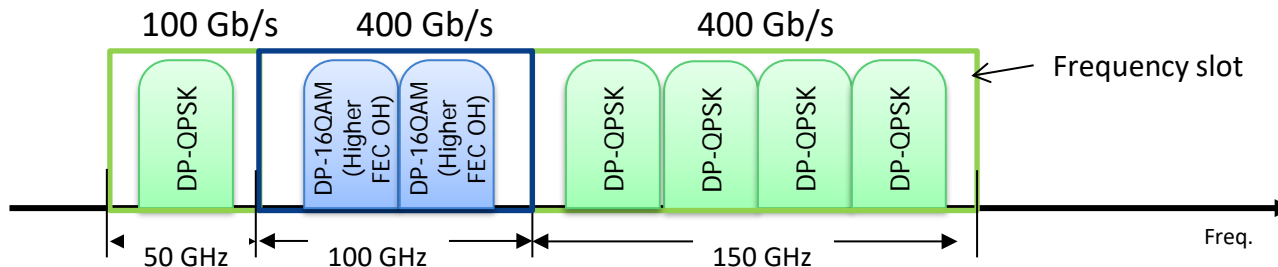 100 Gb/s
400 Gb/s
400 Gb/s
Frequency slot
DP-QPSK
DP-16QAM
(Higher
FEC OH)
DP-16QAM
(Higher
FEC OH)
DP-QPSK
DP-QPSK
DP-QPSK
DP-QPSK
50 GHz
100 GHz
150 GHz
Freq.